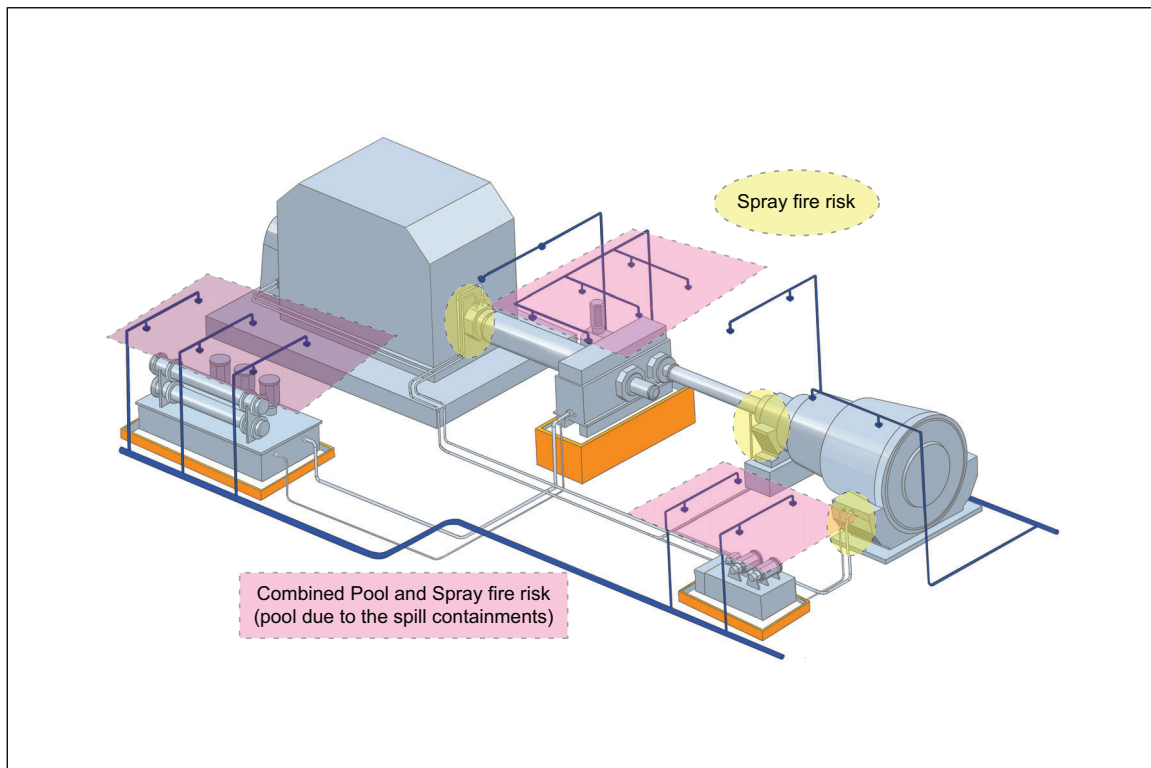 Spray fire risk
Combined Pool and Spray fire risk
(pool due to the spill containments)